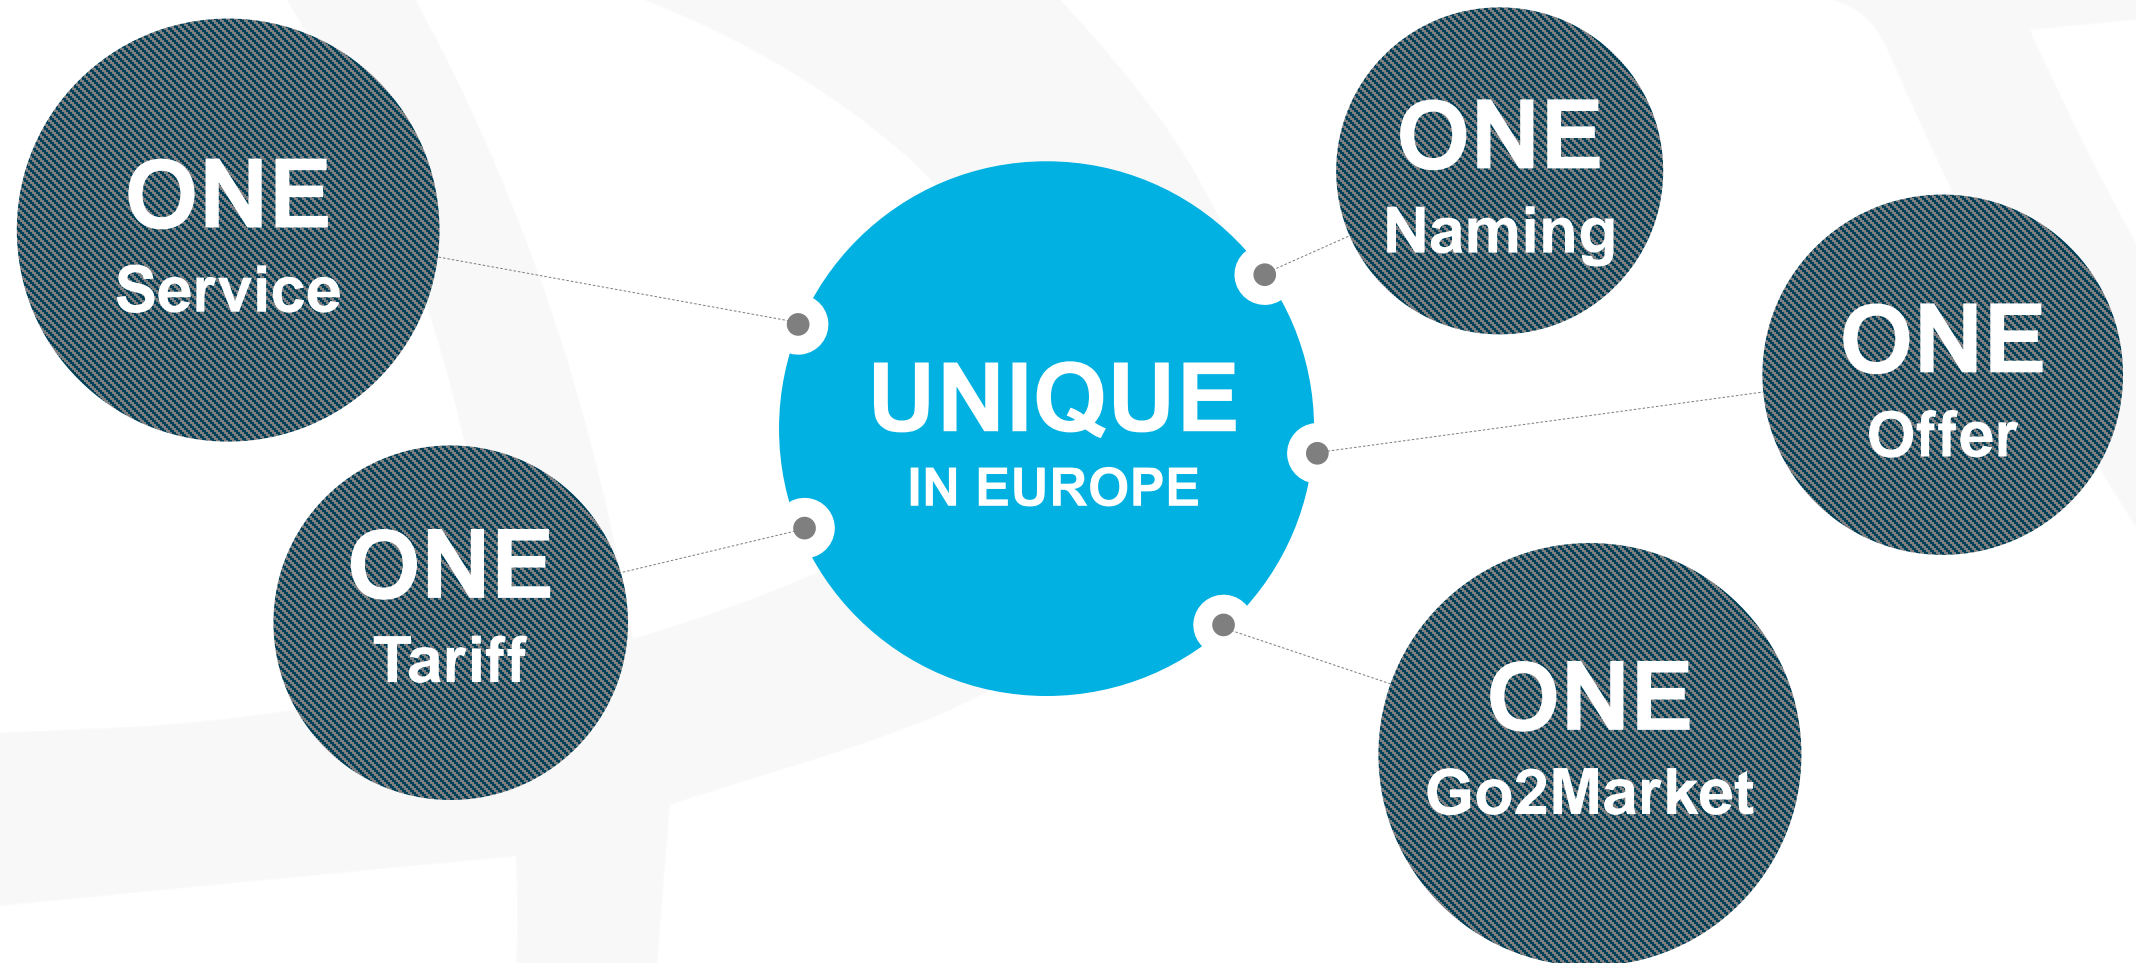 ONE
Service
ONE
Tariff
UNIQUE
IN EUROPE
ONE
Naming
ONE
Offer
ONE
Go2Market